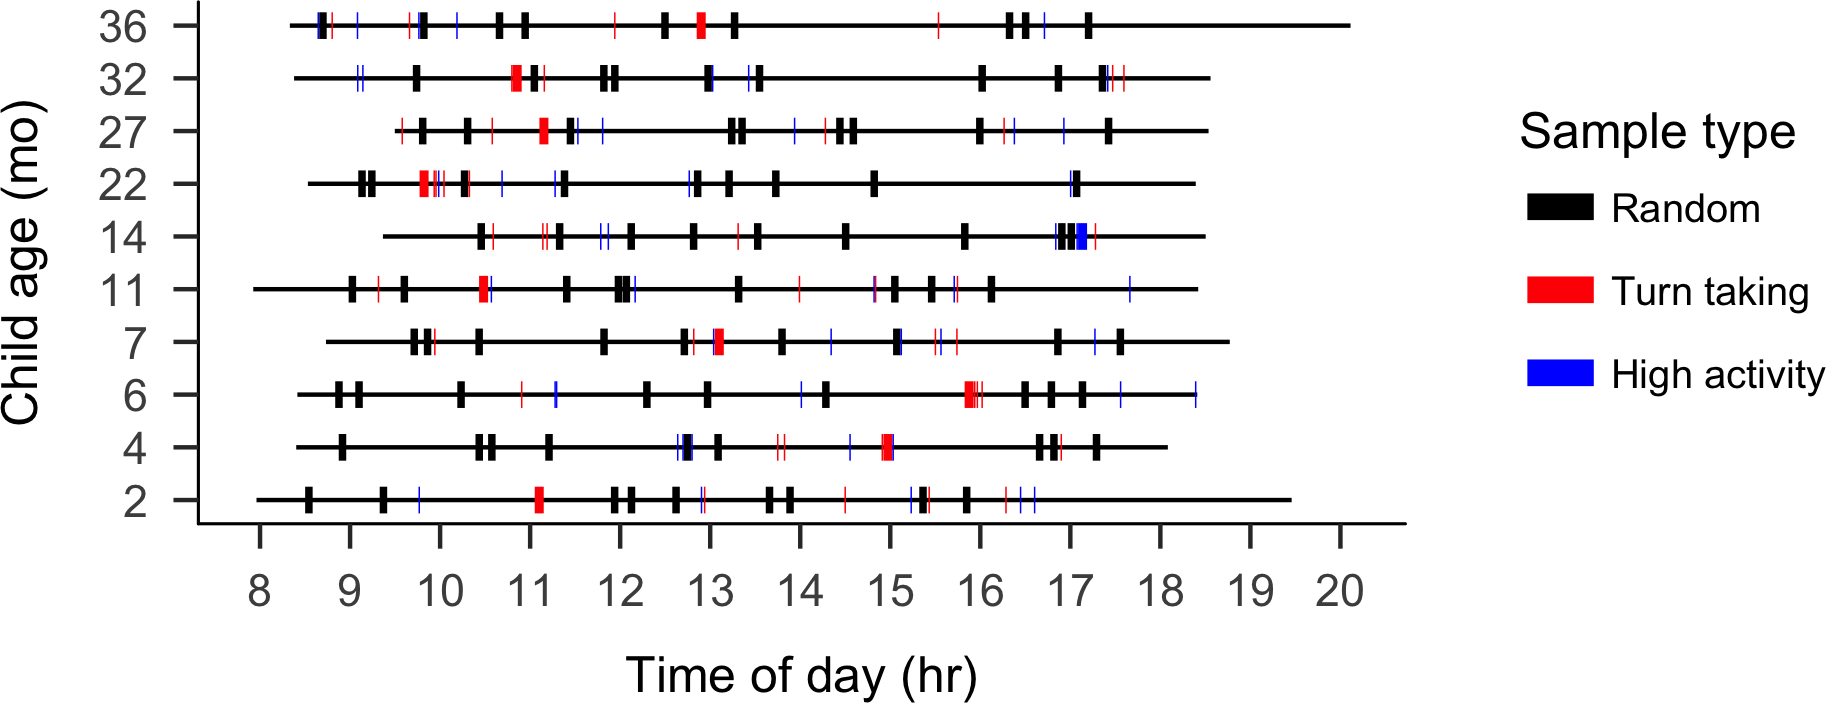 Child age (mo)
36
32
27
22
14
11
7
6
4
2
8 9 10 11 12 13 14 15 16 17 18 19 20
Time of day (hr)
Sample type
Random
Turn taking
High activity